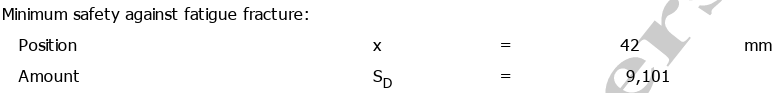 Minimum safety against fatigue fracture:
Position x = 42 mm
Amount S_D = 9,101